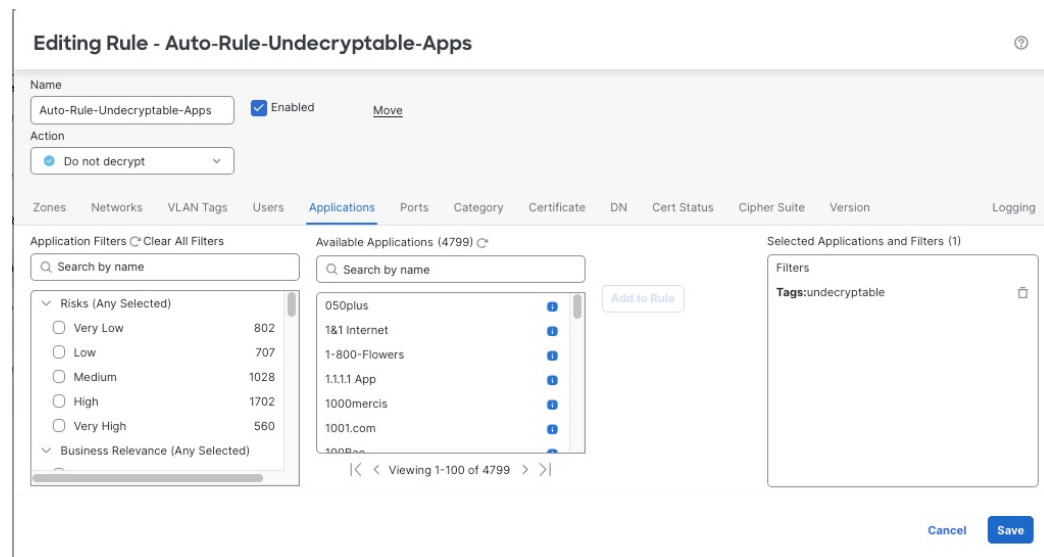 Editing Rule - Auto-Rule-Undecryptable-Apps
Name
Auto-Rule-Undecryptable-Apps
Enabled
Move
Action
Do not decrypt
Zones Networks VLAN Tags Users Applications Ports Category Certificate DN Cert Status Cipher Suite Version Logging
Application Filters Clear All Filters
Search by name
Risks (Any Selected)
Very Low 802
Low 707
Medium 1028
High 1702
Very High 560
Business Relevance (Any Selected)
Available Applications (4799)
Search by name
050plus
1&1 Internet
1-800-Flowers
1.1.1.1 App
1000mercis
1001.com
100Bao
Viewing 1-100 of 4799
Add to Rule
Selected Applications and Filters (1)
Filters
Tags:undecryptable
Cancel Save